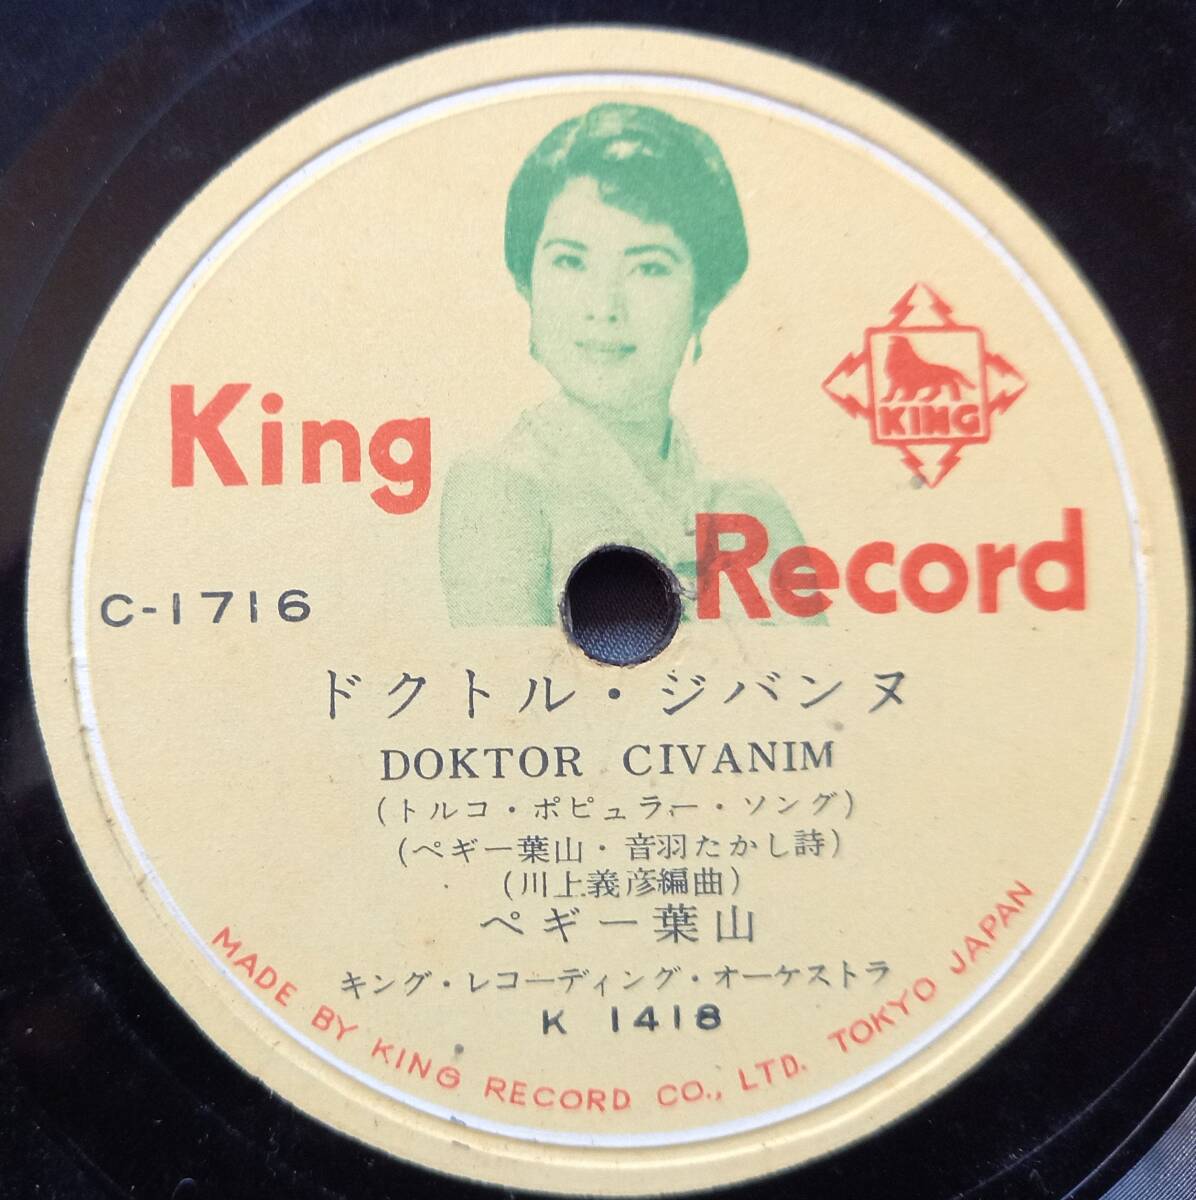 King
KING
Record
C-1716
ドクトル・ジバンヌ
DOKTOR CIVANIM
(トルコ・ポピュラー・ソング)
(ペギー葉山・音羽たかし詩)
(川上義彦編曲)
ペギー葉山
キング・レコーディング・オーケストラ
K 1418
MADE BY KING RECORD CO., LTD. TOKYO JAPAN